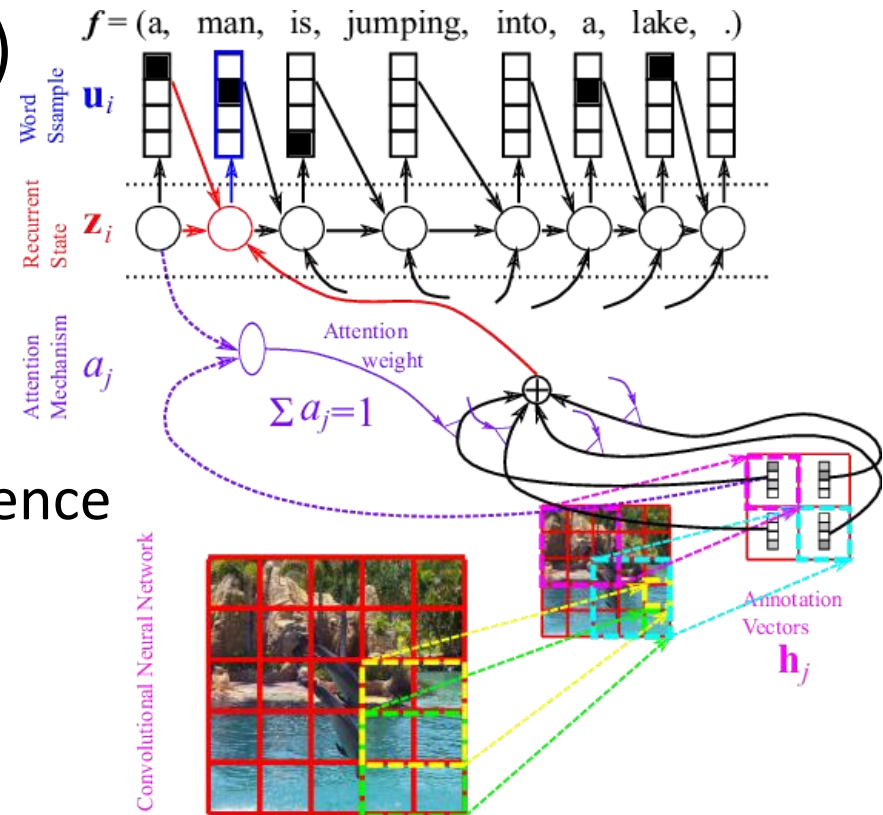 )
f = (a, man, is, jumping, into, a, lake, .)
Word
Ssample
u_i
Recurrent
State
z_i
Attention
Mechanism
a_j
Attention
weight
Σ a_j=1
ence
Convolutional Neural Network
Annotation
Vectors
h_j